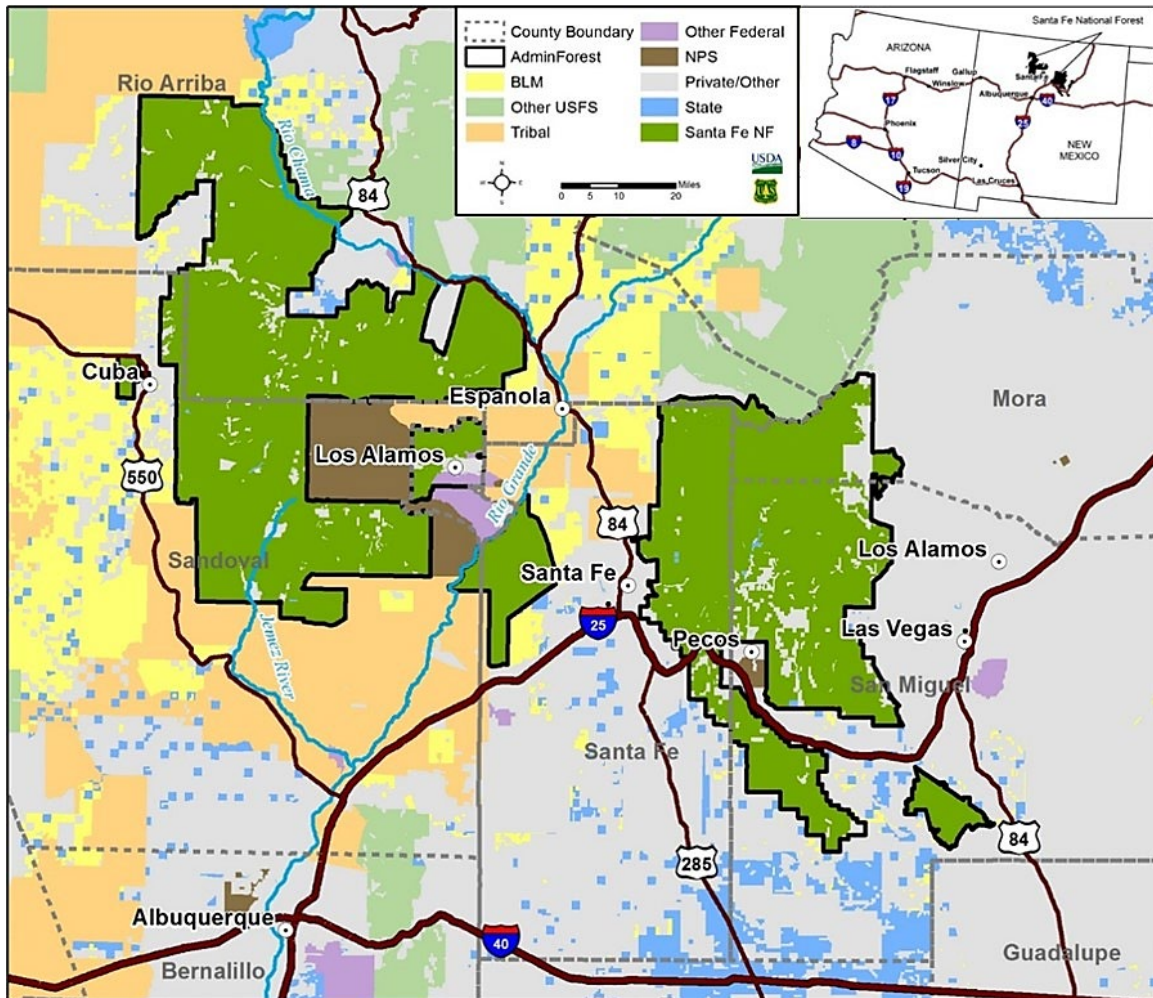 County Boundary
AdminForest
BLM
Other USFS
Tribal
Other Federal
NPS
Private/Other
State
Santa Fe NF
N
W
E
S
0
5
10
20
Miles
USDA
U S
Santa Fe National Forest
ARIZONA
Flagstaff
Winslow
Gallup
Santa Fe
Albuquerque
40
17
25
Phoenix
8
10
NEW
MEXICO
Silver City
Tucson
Las Cruces
19
Rio Arriba
Rio Chama
84
Cuba
Espanola
Mora
Los Alamos
550
Rio Grande
84
Los Alamos
Sandoval
Santa Fe
25
Pecos
Las Vegas
Jemez River
San Miguel
Santa Fe
84
285
Albuquerque
40
Bernalillo
Guadalupe